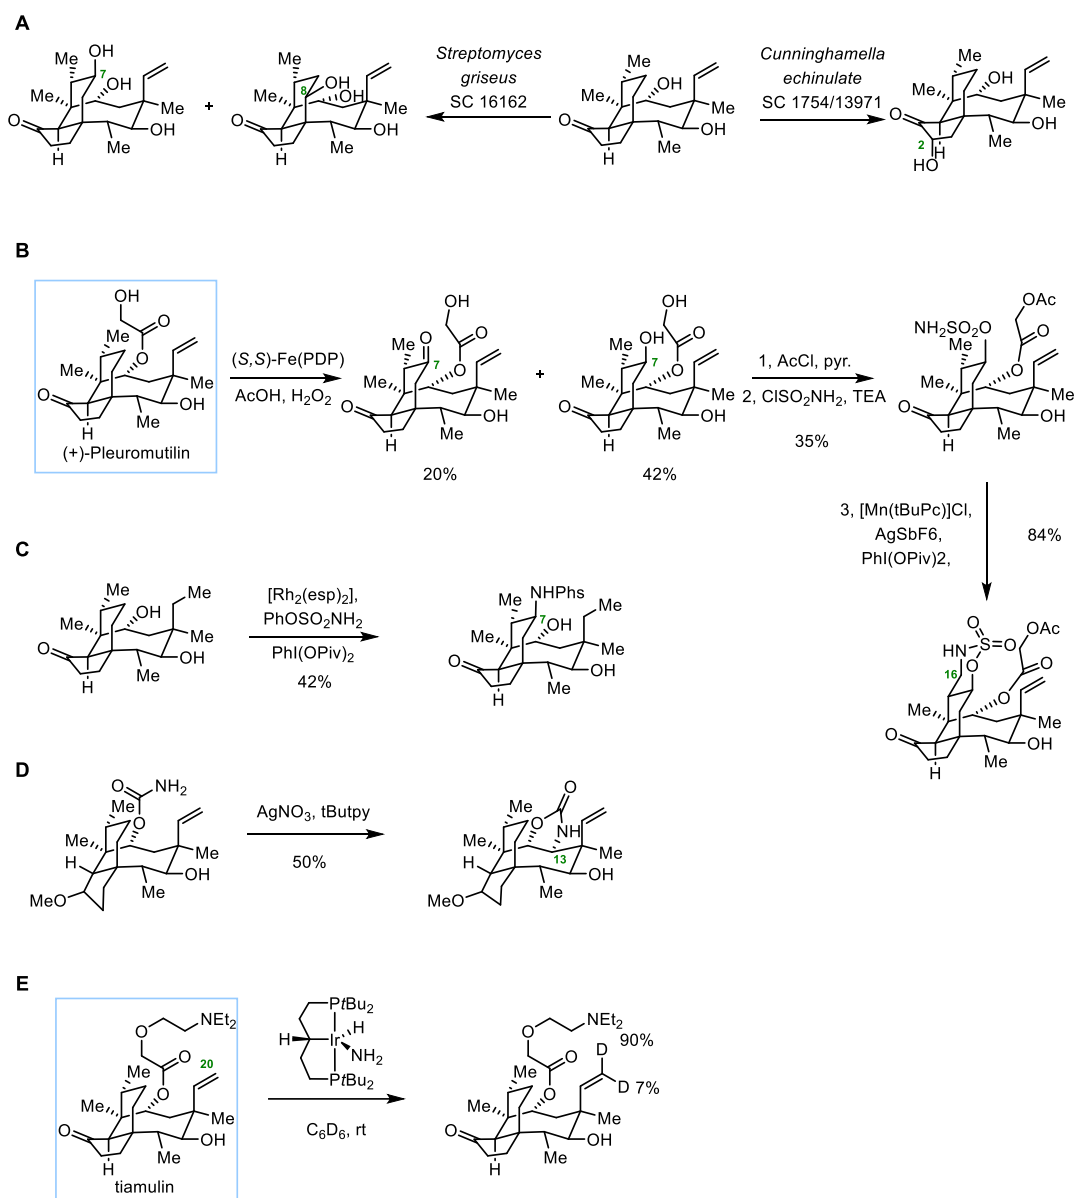 A
OH
Me
7
OH
Me
Me
O
OH
Me
H
+
Me
OH
8
OH
Me
Me
O
OH
Me
H
Streptomyces
griseus
SC 16162
Me
OH
Me
Me
O
OH
Me
H
Cunninghamella
echinulate
SC 1754/13971
Me
OH
Me
Me
O
OH
2
H
Me
HO
B
OH
O
Me
O
Me
Me
O
OH
Me
H
(+)-Pleuromutilin
(S,S)-Fe(PDP)
AcOH, H2O2
OH
O
O
Me
7
O
Me
Me
O
OH
Me
H
20%
+
OH
OH
O
Me
7
O
Me
Me
O
OH
Me
H
42%
1, AcCl, pyr.
2, ClSO2NH2, TEA
35%
OAc
NH2SO2O
O
Me
O
Me
Me
O
OH
Me
H
3, [Mn(tBuPc)]Cl,
AgSbF6,
PhI(OPiv)2,
84%
O
OAc
HN
S
O
O
O
16
O
Me
Me
O
OH
Me
H
C
Me
Me
OH
Me
Me
O
OH
Me
H
[Rh2(esp)2],
PhOSO2NH2
PhI(OPiv)2
42%
NHPhs
Me
Me
7
OH
Me
Me
O
OH
Me
H
D
O
NH2
Me
O
Me
Me
H
OH
Me
MeO
AgNO3, tButpy
50%
O
Me
O
NH
Me
Me
13
H
OH
Me
MeO
E
NEt2
O
O
20
Me
O
Me
Me
O
OH
Me
H
tiamulin
PtBu2
H
H
Ir
NH2
PtBu2
C6D6, rt
NEt2
O
90%
D
O
Me
D 7%
O
Me
Me
O
OH
Me
H